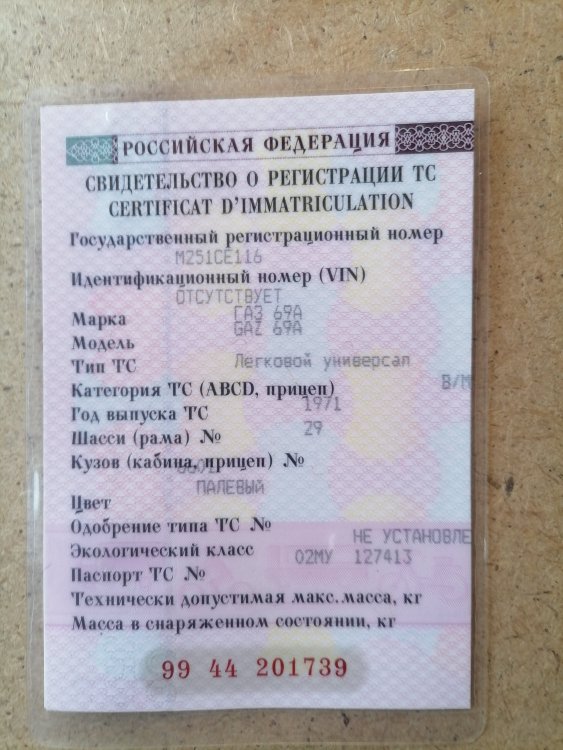 РОССИЙСКАЯ ФЕДЕРАЦИЯ
СВИДЕТЕЛЬСТВО О РЕГИСТРАЦИИ ТС
CERTIFICAT D'IMMATRICULATION
Государственный регистрационный номер
М251СЕ116
Идентификационный номер (VIN)
ОТСУТСТВУЕТ
Марка ГАЗ 69А
Модель GAZ 69A
Тип ТС Легковой универсал
Категория ТС (ABCD, прицеп) В/М
Год выпуска ТС 1971
Шасси (рама) № 29
Кузов (кабина, прицеп) №
Цвет ПАЛЕВЫЙ
Одобрение типа ТС №
Экологический класс НЕ УСТАНОВЛЕ
Паспорт ТС № 02МУ 127413
Технически допустимая макс. масса, кг
Масса в снаряженном состоянии, кг
99 44 201739